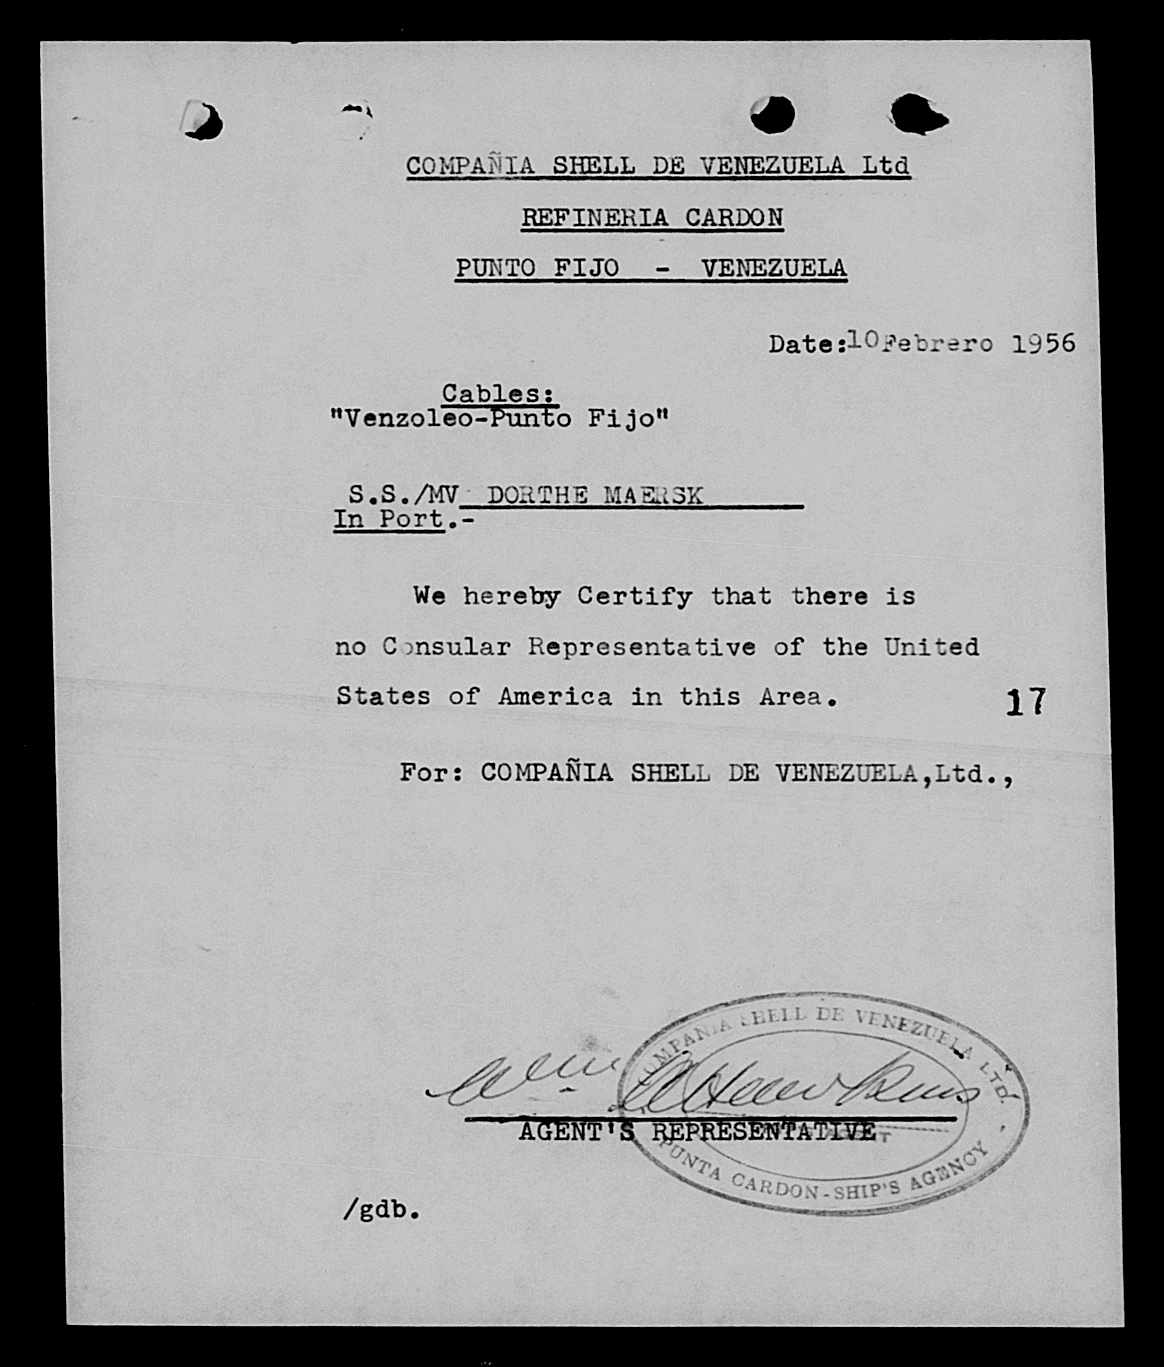 COMPAÑIA SHELL DE VENEZUELA Ltd
REFINERIA CARDON
PUNTO FIJO - VENEZUELA
Date:10Febrero 1956
Cables:
"Venzoleo-Punto Fijo"
S.S./MV DORTHE MAERSK
In Port.-
We hereby Certify that there is
no Consular Representative of the United
States of America in this Area.
17
For: COMPAÑIA SHELL DE VENEZUELA,Ltd.,
COMPANIA SHELL DE VENEZUELA LTD.
Wm Hawkins
AGENT'S REPRESENTATIVE
PUNTA CARDON-SHIP'S AGENCY
/gdb.